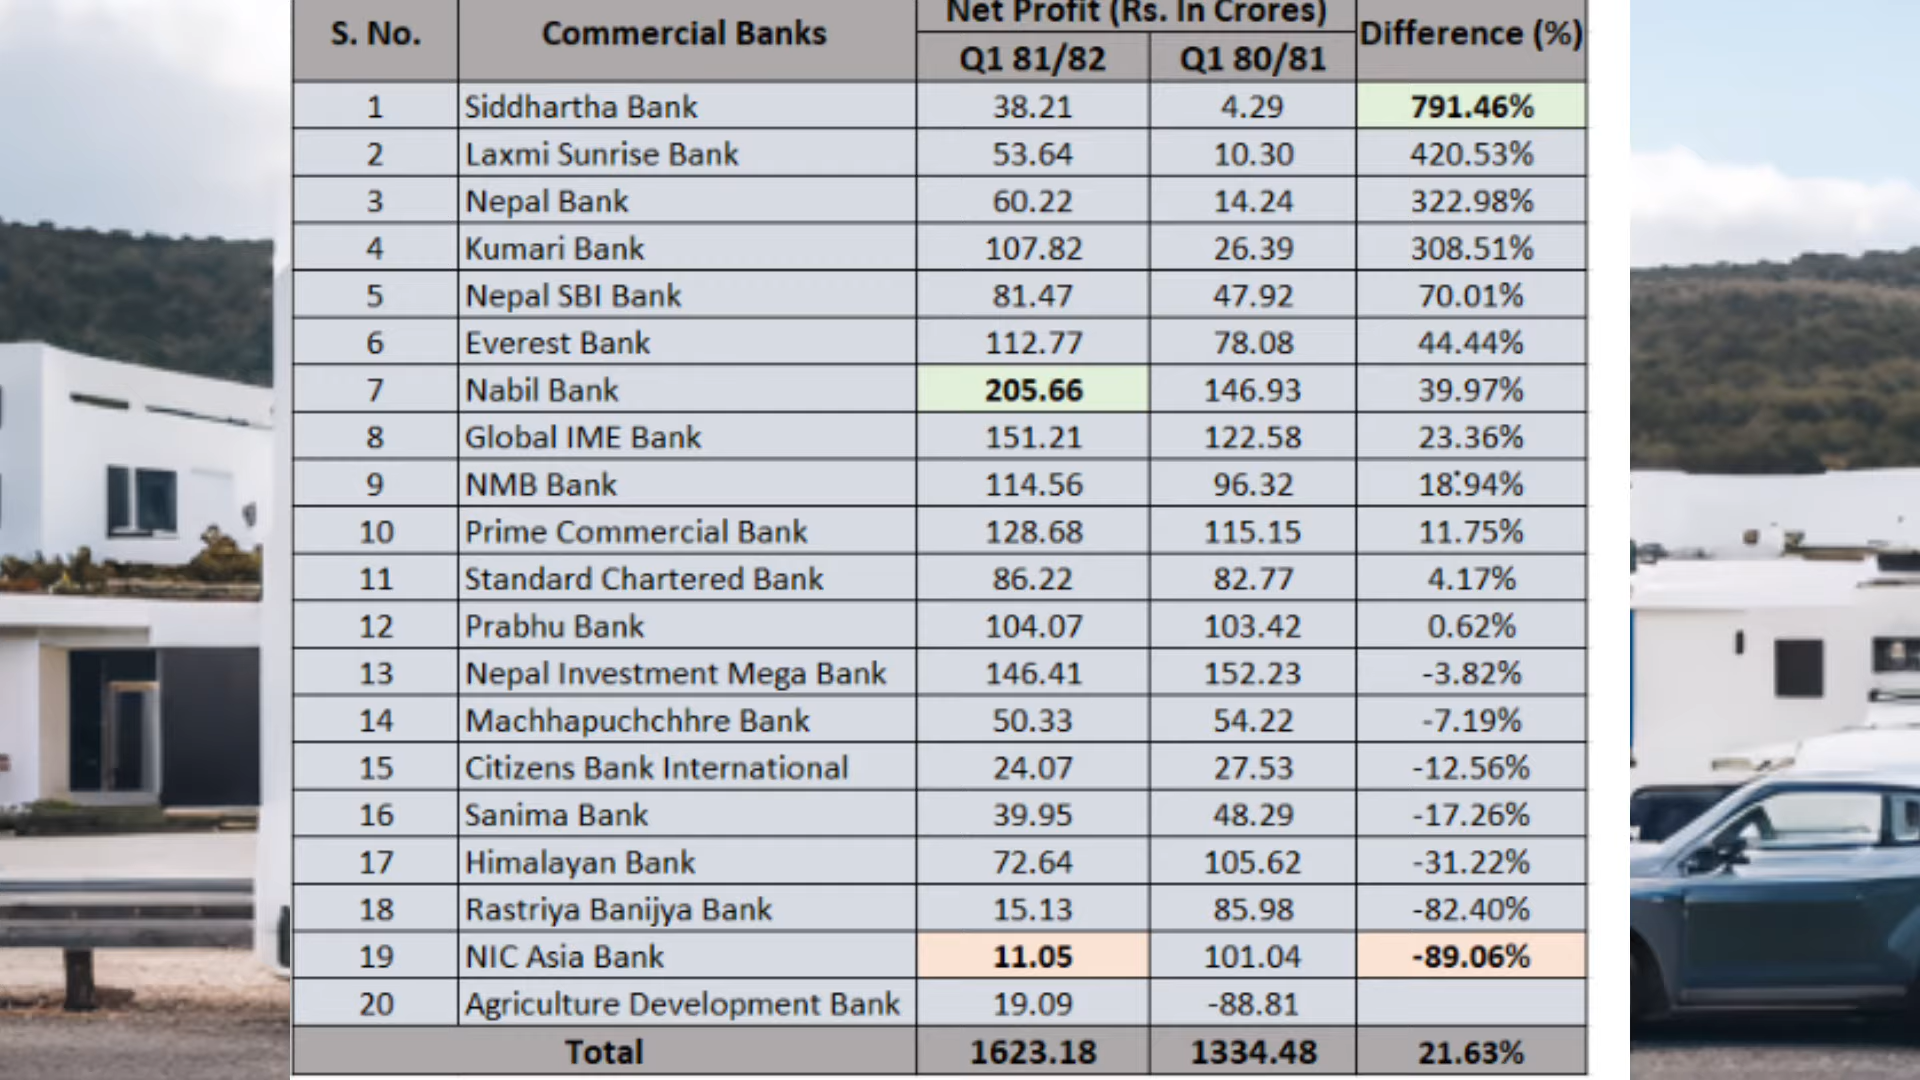 S. No. Commercial Banks Net Profit (Rs. In Crores) Difference (%)
Q1 81/82 Q1 80/81
1 Siddhartha Bank 38.21 4.29 791.46%
2 Laxmi Sunrise Bank 53.64 10.30 420.53%
3 Nepal Bank 60.22 14.24 322.98%
4 Kumari Bank 107.82 26.39 308.51%
5 Nepal SBI Bank 81.47 47.92 70.01%
6 Everest Bank 112.77 78.08 44.44%
7 Nabil Bank 205.66 146.93 39.97%
8 Global IME Bank 151.21 122.58 23.36%
9 NMB Bank 114.56 96.32 18.94%
10 Prime Commercial Bank 128.68 115.15 11.75%
11 Standard Chartered Bank 86.22 82.77 4.17%
12 Prabhu Bank 104.07 103.42 0.62%
13 Nepal Investment Mega Bank 146.41 152.23 -3.82%
14 Machhapuchchhre Bank 50.33 54.22 -7.19%
15 Citizens Bank International 24.07 27.53 -12.56%
16 Sanima Bank 39.95 48.29 -17.26%
17 Himalayan Bank 72.64 105.62 -31.22%
18 Rastriya Banijya Bank 15.13 85.98 -82.40%
19 NIC Asia Bank 11.05 101.04 -89.06%
20 Agriculture Development Bank 19.09 -88.81
Total 1623.18 1334.48 21.63%